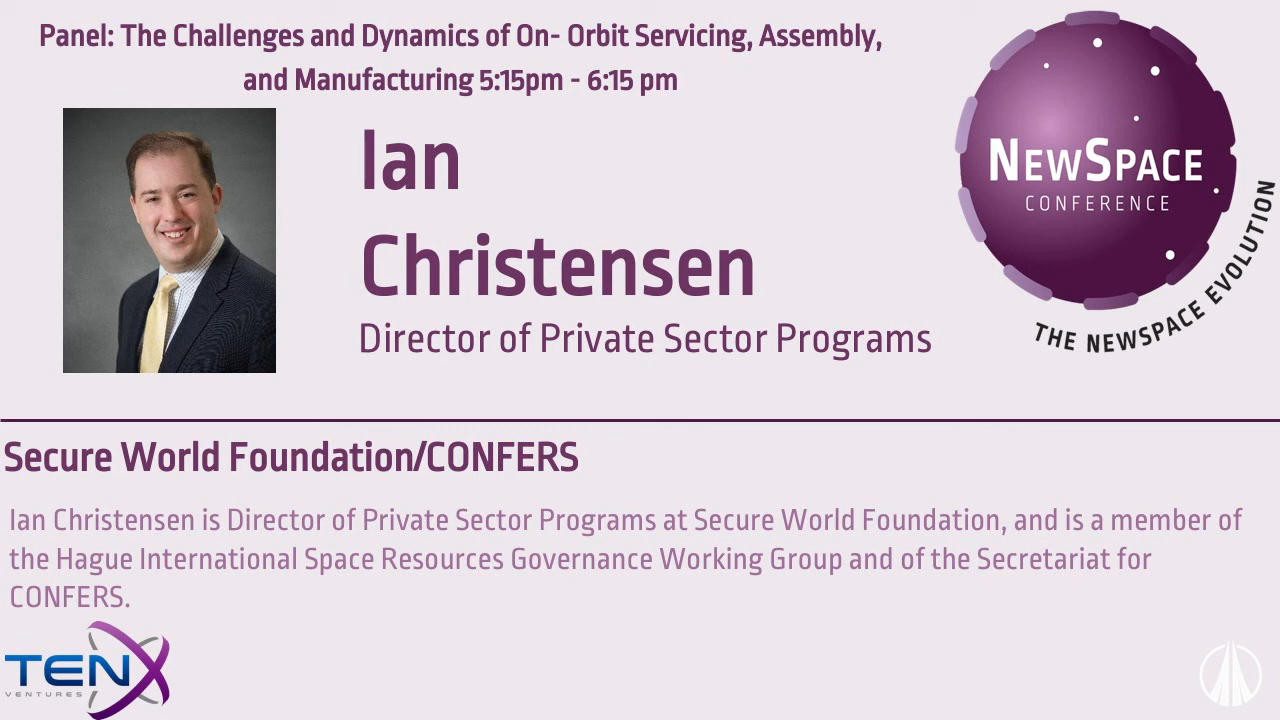 Panel: The Challenges and Dynamics of On- Orbit Servicing, Assembly,
and Manufacturing 5:15pm - 6:15 pm
Ian
Christensen
Director of Private Sector Programs
NEWSPACE
CONFERENCE
THE NEWSPACE EVOLUTION
Secure World Foundation/CONFERS
Ian Christensen is Director of Private Sector Programs at Secure World Foundation, and is a member of
the Hague International Space Resources Governance Working Group and of the Secretariat for
CONFERS.
TENX
VENTURES